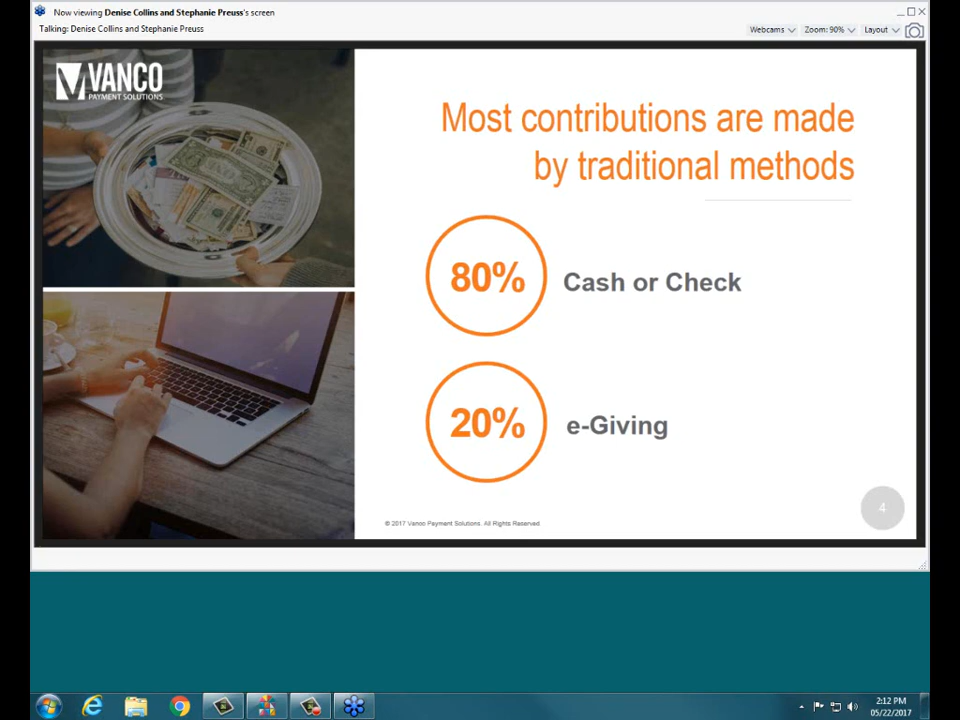 Now viewing Denise Collins and Stephanie Preuss's screen
Talking: Denise Collins and Stephanie Preuss
Webcams
Zoom: 90%
Layout
VANCO
PAYMENT SOLUTIONS
Most contributions are made
by traditional methods
80%
Cash or Check
20%
e-Giving
© 2017 Vanco Payment Solutions. All Rights Reserved
4
2:12 PM
05/22/2017